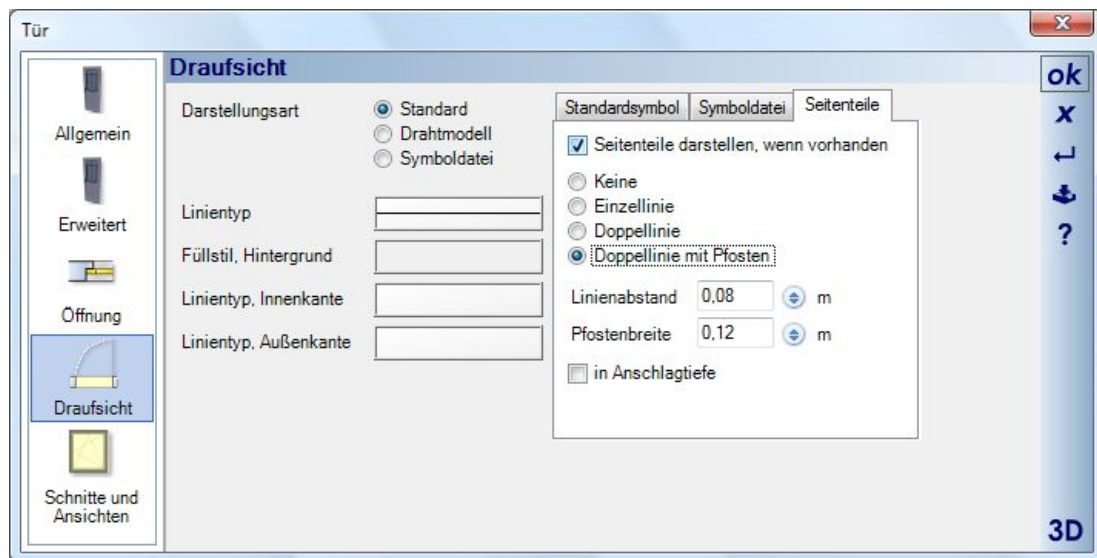 Tür
Allgemein
Erweitert
Öffnung
Draufsicht
Schnitte und
Ansichten
Draufsicht
Darstellungsart
Standard
Drahtmodell
Symboldatei
Linientyp
Füllstil, Hintergrund
Linientyp, Innenkante
Linientyp, Außenkante
Standardsymbol Symboldatei Seitenteile
Seitenteile darstellen, wenn vorhanden
Keine
Einzellinie
Doppellinie
Doppellinie mit Pfosten
Linienabstand 0,08 m
Pfostenbreite 0,12 m
in Anschlagtiefe
ok
x
?
3D